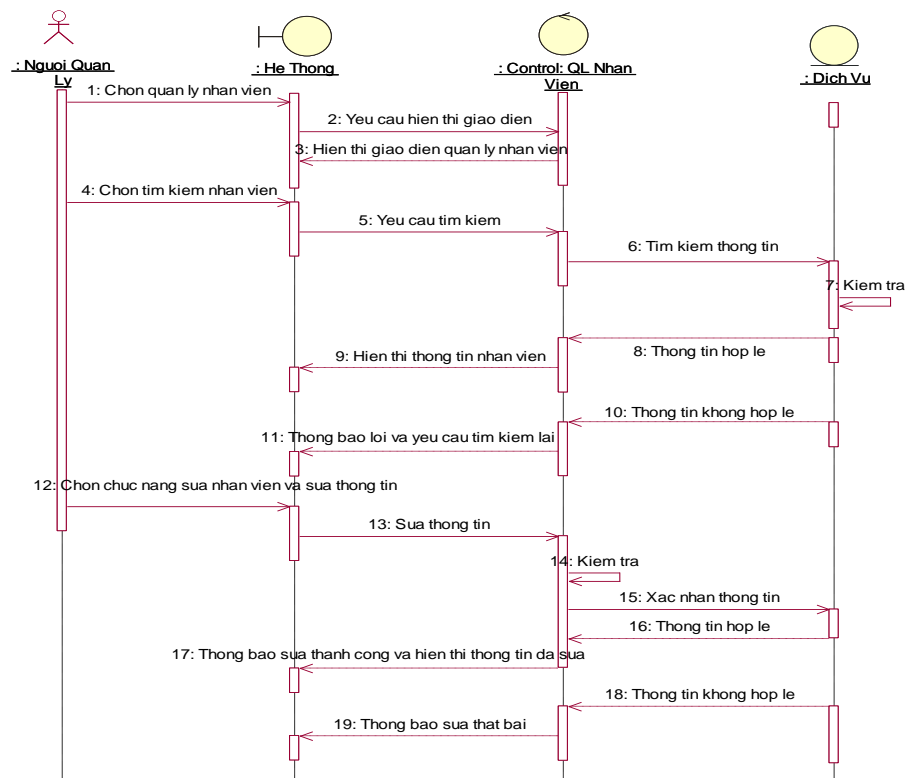 : Nguoi Quan
Ly
: He Thong
: Control: QL Nhan
Vien
: Dich Vu
1: Chon quan ly nhan vien
2: Yeu cau hien thi giao dien
3: Hien thi giao dien quan ly nhan vien
4: Chon tim kiem nhan vien
5: Yeu cau tim kiem
6: Tim kiem thong tin
7: Kiem tra
8: Thong tin hop le
9: Hien thi thong tin nhan vien
10: Thong tin khong hop le
11: Thong bao loi va yeu cau tim kiem lai
12: Chon chuc nang sua nhan vien va sua thong tin
13: Sua thong tin
14: Kiem tra
15: Xac nhan thong tin
16: Thong tin hop le
17: Thong bao sua thanh cong va hien thi thong tin da sua
18: Thong tin khong hop le
19: Thong bao sua that bai